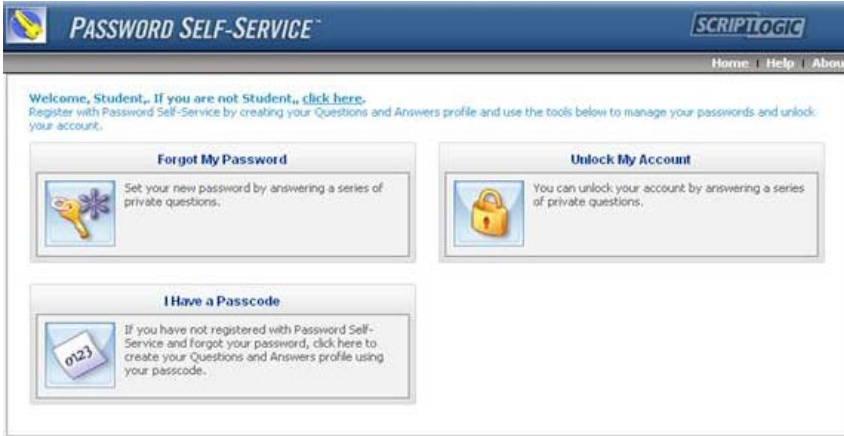 PASSWORD SELF-SERVICE™
SCRIPTLOGIC
Home | Help | Abou
Welcome, Student,. If you are not Student,, click here.
Register with Password Self-Service by creating your Questions and Answers profile and use the tools below to manage your passwords and unlock
your account.
Forgot My Password
Set your new password by answering a series of
private questions.
Unlock My Account
You can unlock your account by answering a series
of private questions.
I Have a Passcode
0123
If you have not registered with Password Self-
Service and forgot your password, click here to
create your Questions and Answers profile using
your passcode.